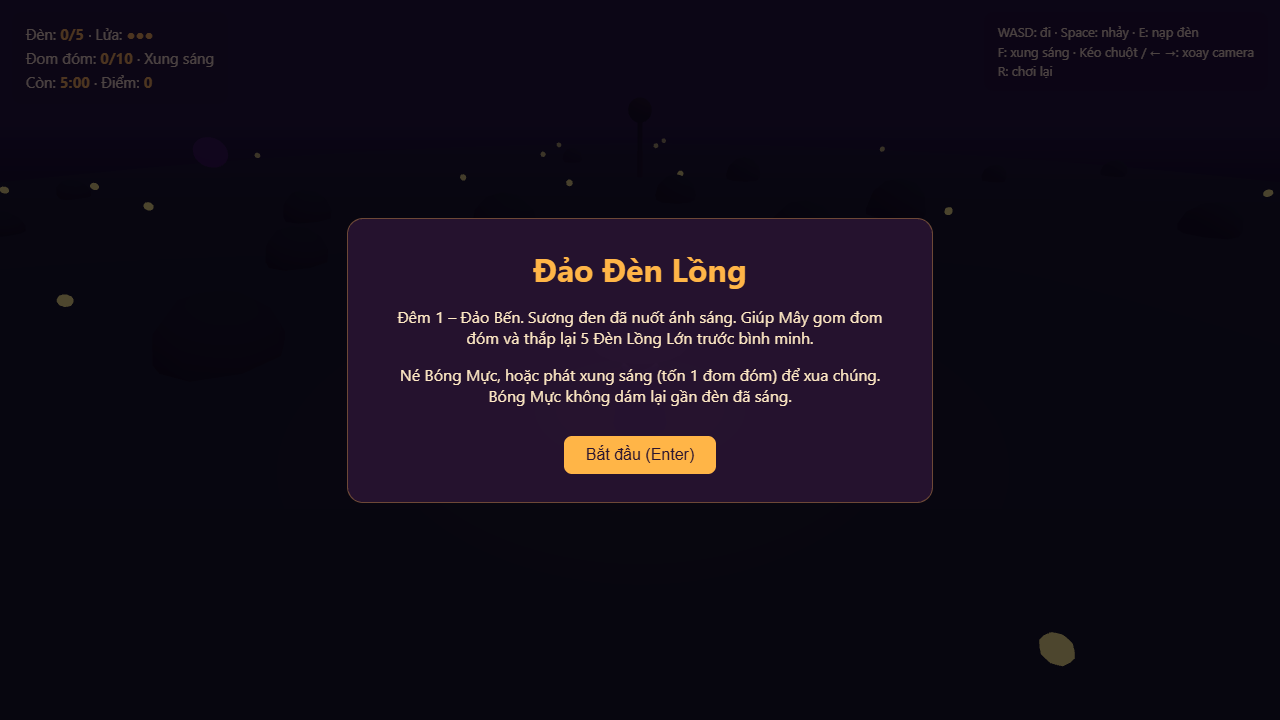 Đèn: 0/5 · Lửa: ●●●
Đom đóm: 0/10 · Xung sáng
Còn: 5:00 · Điểm: 0
WASD: đi · Space: nhảy · E: nạp đèn
F: xung sáng · Kéo chuột / ← →: xoay camera
R: chơi lại
Đảo Đèn Lồng
Đêm 1 – Đảo Bến. Sương đen đã nuốt ánh sáng. Giúp Mây gom đom
đóm và thắp lại 5 Đèn Lồng Lớn trước bình minh.
Né Bóng Mực, hoặc phát xung sáng (tốn 1 đom đóm) để xua chúng.
Bóng Mực không dám lại gần đèn đã sáng.
Bắt đầu (Enter)